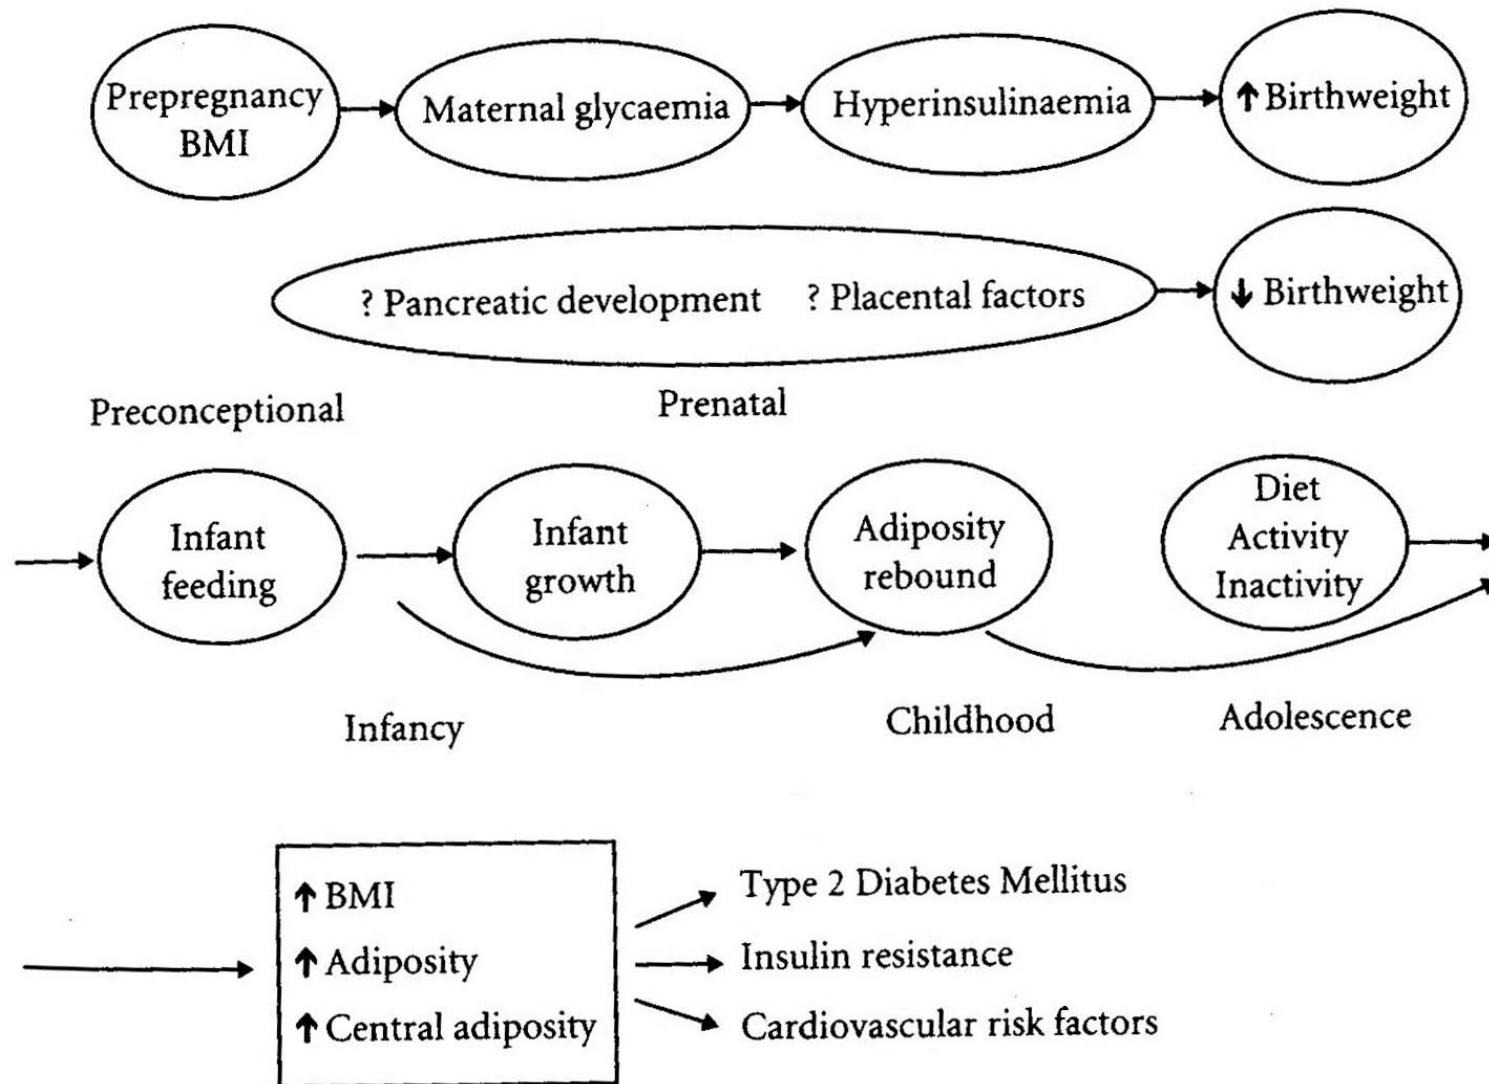 Prepregnancy
BMI
Maternal glycaemia
Hyperinsulinaemia
↑ Birthweight
? Pancreatic development ? Placental factors
↓ Birthweight
Preconceptional
Prenatal
Infant
feeding
Infant
growth
Adiposity
rebound
Diet
Activity
Inactivity
Infancy
Childhood
Adolescence
↑ BMI
↑ Adiposity
↑ Central adiposity
Type 2 Diabetes Mellitus
Insulin resistance
Cardiovascular risk factors